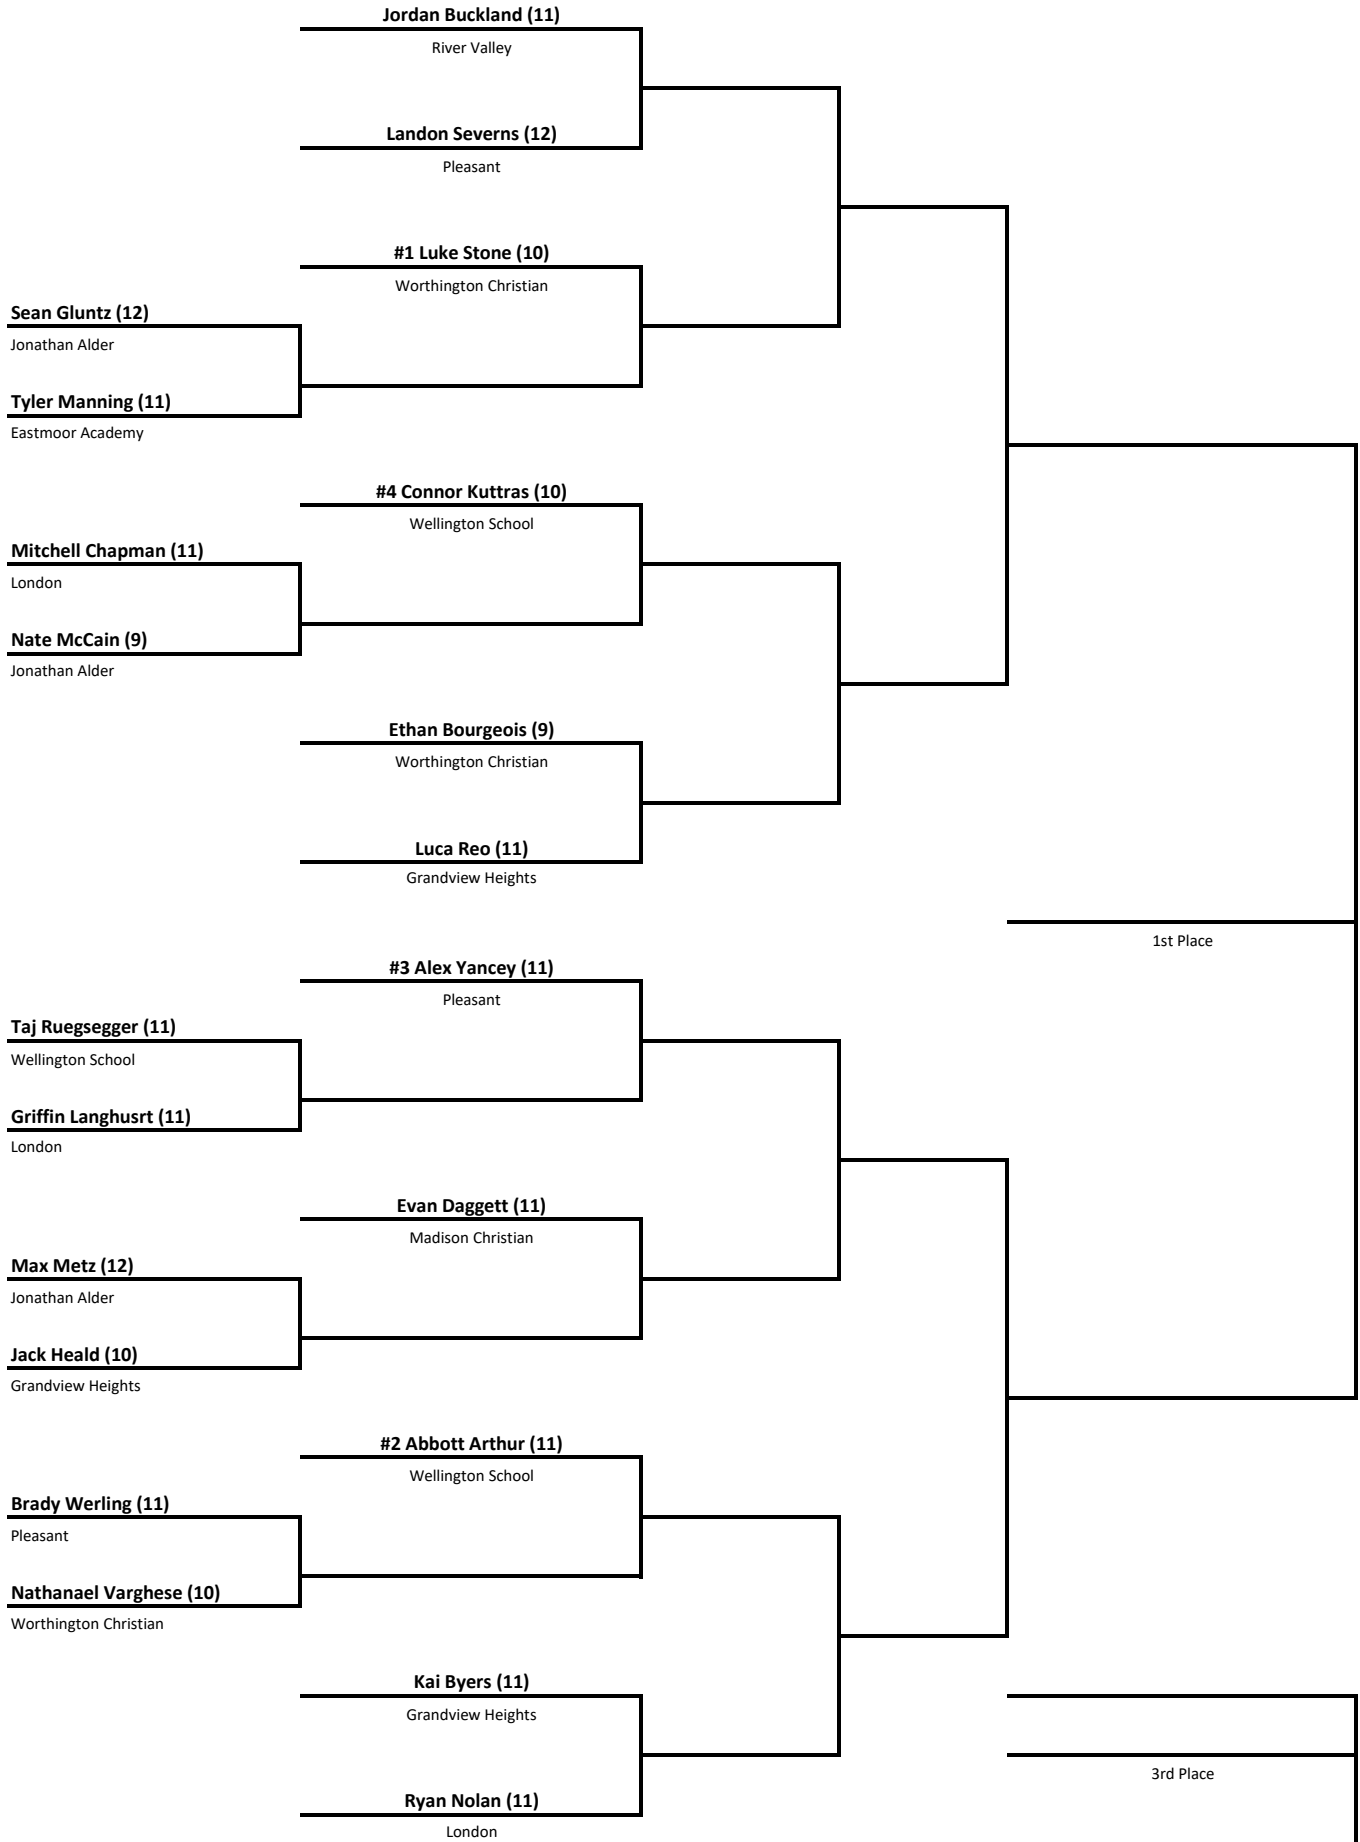 Jordan Buckland (11)
River Valley
Landon Severns (12)
Pleasant
#1 Luke Stone (10)
Worthington Christian
Sean Gluntz (12)
Jonathan Alder
Tyler Manning (11)
Eastmoor Academy
#4 Connor Kuttras (10)
Wellington School
Mitchell Chapman (11)
London
Nate McCain (9)
Jonathan Alder
Ethan Bourgeois (9)
Worthington Christian
Luca Reo (11)
Grandview Heights
1st Place
#3 Alex Yancey (11)
Pleasant
Taj Ruegsegger (11)
Wellington School
Griffin Langhusrt (11)
London
Evan Daggett (11)
Madison Christian
Max Metz (12)
Jonathan Alder
Jack Heald (10)
Grandview Heights
#2 Abbott Arthur (11)
Wellington School
Brady Werling (11)
Pleasant
Nathanael Varghese (10)
Worthington Christian
Kai Byers (11)
Grandview Heights
3rd Place
Ryan Nolan (11)
London